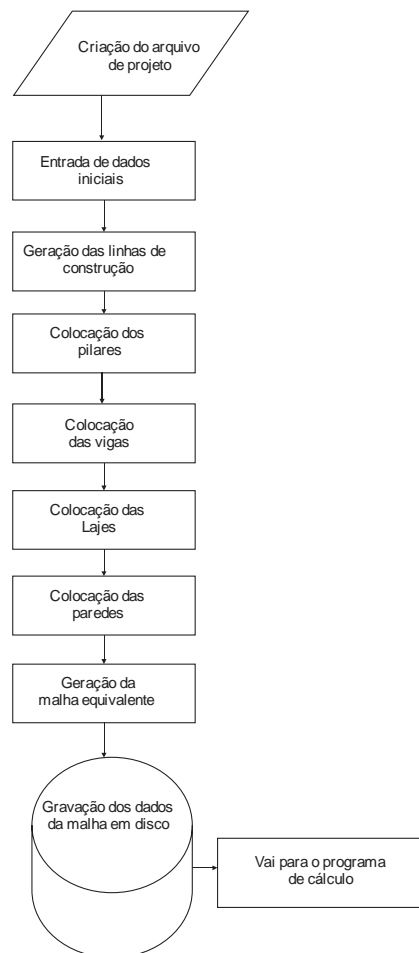 Criação do arquivo
de projeto
Entrada de dados
iniciais
Geração das linhas de
construção
Colocação dos
pilares
Colocação
das vigas
Colocação das
Lajes
Colocação das
paredes
Geração da
malha equivalente
Gravação dos dados
da malha em disco
Vai para o programa
de cálculo